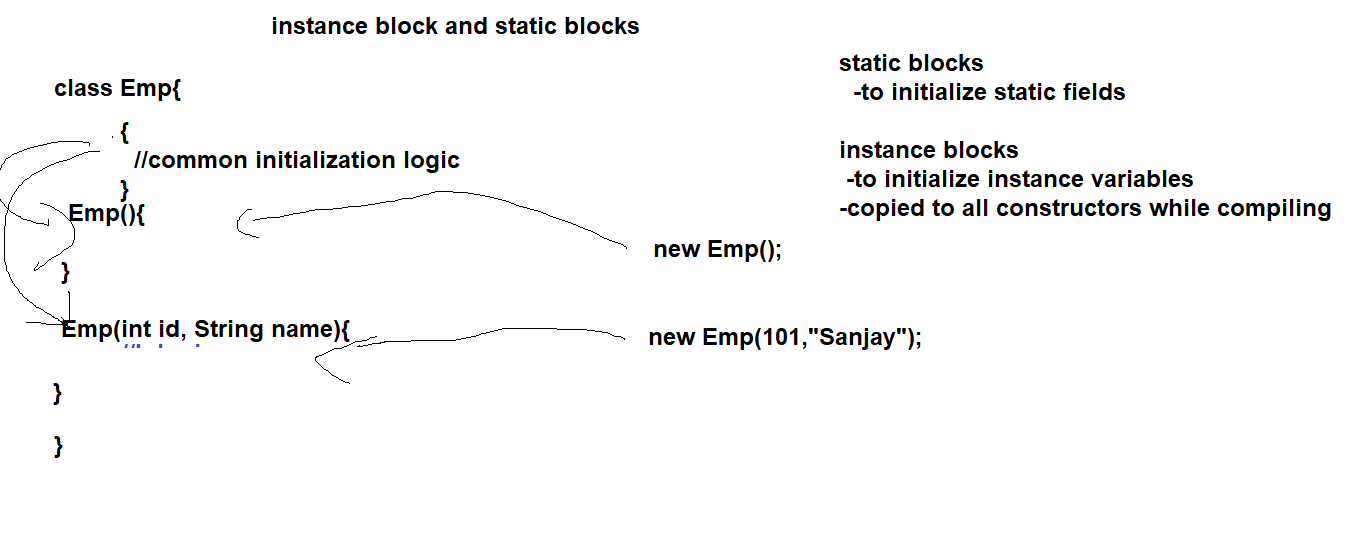 instance block and static blocks
class Emp{
{
//common initialization logic
}
Emp(){
}
Emp(int id, String name){
}
}
new Emp();
new Emp(101,"Sanjay");
static blocks
-to initialize static fields
instance blocks
-to initialize instance variables
-copied to all constructors while compiling